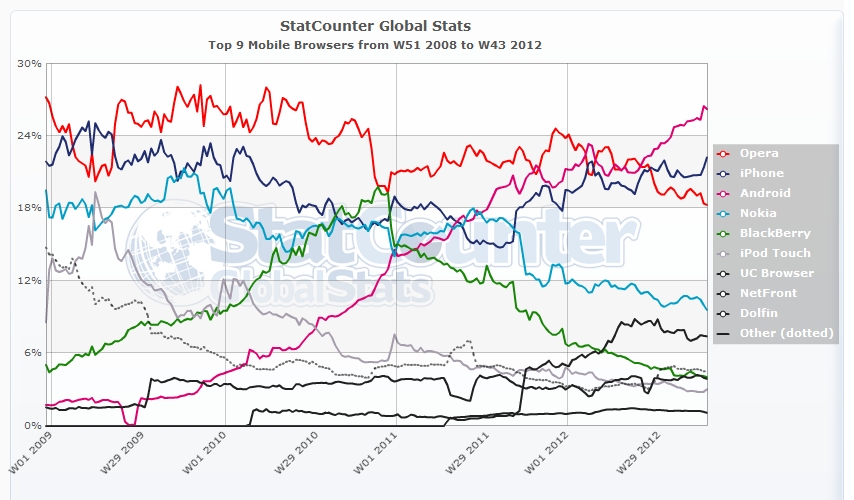 StatCounter Global Stats
Top 9 Mobile Browsers from W51 2008 to W43 2012
30%
24%
18%
12%
6%
0%
StatCounter
GlobalStats
W01 2009
W29 2009
W01 2010
W29 2010
W01 2011
W29 2011
W01 2012
W29 2012
Opera
iPhone
Android
Nokia
BlackBerry
iPod Touch
UC Browser
NetFront
Dolfin
Other (dotted)